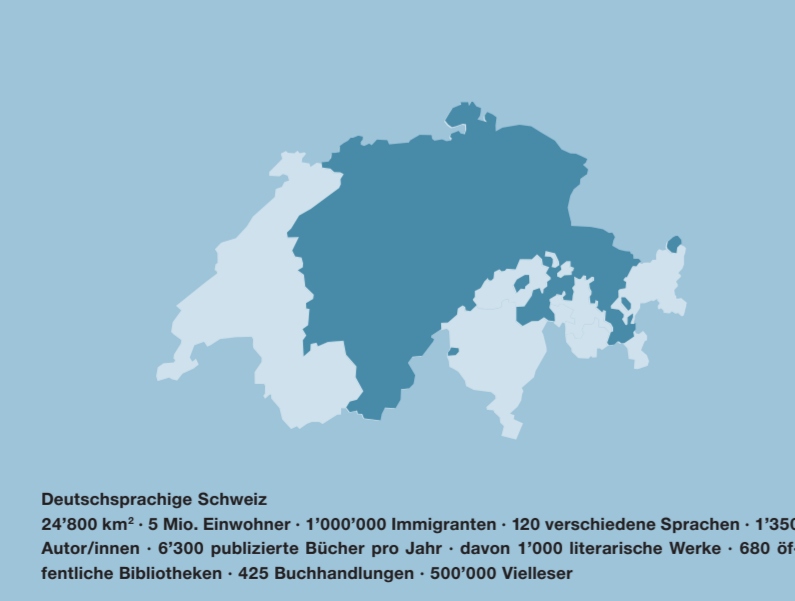 Deutschsprachige Schweiz
24’800 km² · 5 Mio. Einwohner · 1’000’000 Immigranten · 120 verschiedene Sprachen · 1’350
Autor/innen · 6’300 publizierte Bücher pro Jahr · davon 1’000 literarische Werke · 680 öf-
fentliche Bibliotheken · 425 Buchhandlungen · 500’000 Vielleser